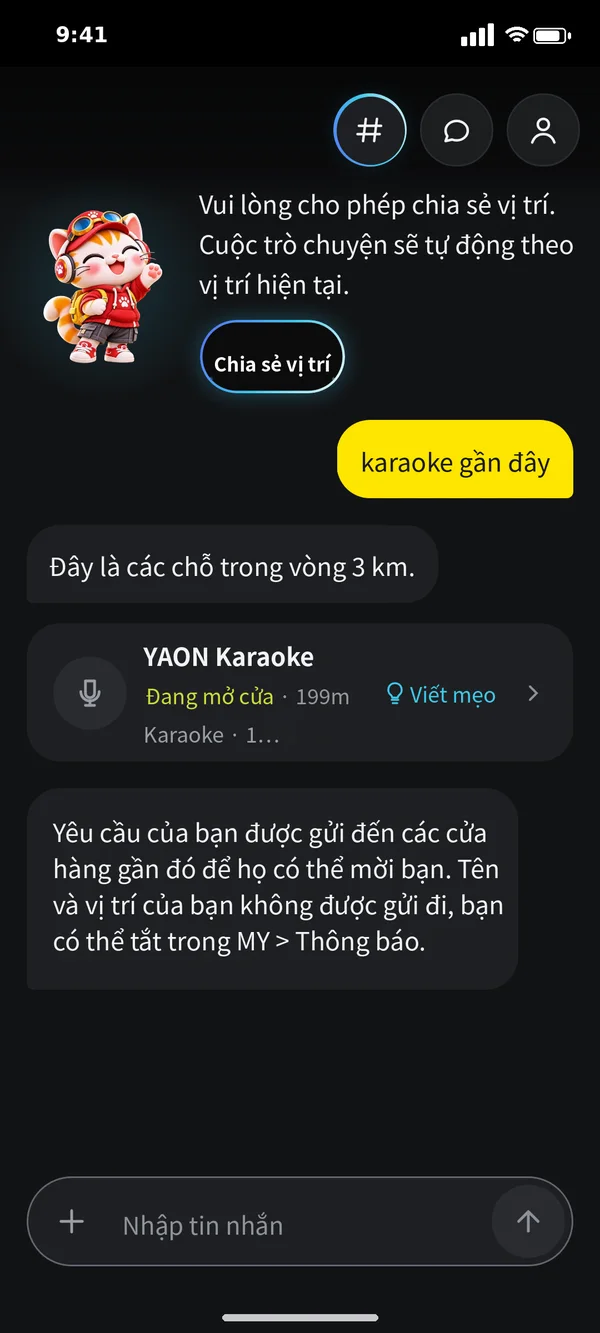 9:41
Vui lòng cho phép chia sẻ vị trí.
Cuộc trò chuyện sẽ tự động theo
vị trí hiện tại.
Chia sẻ vị trí
karaoke gần đây
Đây là các chỗ trong vòng 3 km.
YAON Karaoke
Đang mở cửa · 199m
Viết mẹo
Karaoke · 1…
Yêu cầu của bạn được gửi đến các cửa
hàng gần đó để họ có thể mời bạn. Tên
và vị trí của bạn không được gửi đi, bạn
có thể tắt trong MY > Thông báo.
Nhập tin nhắn